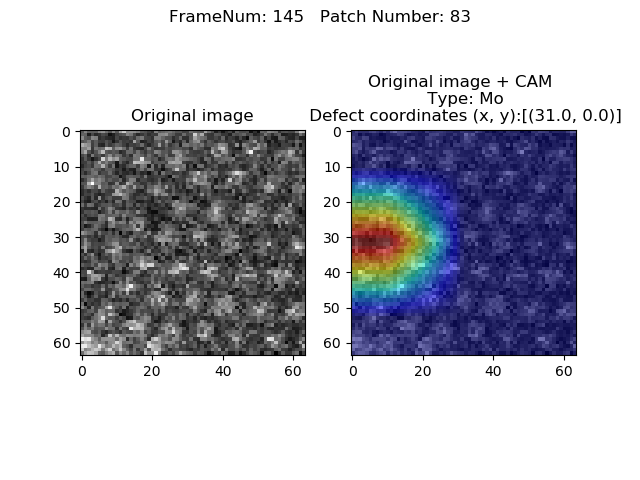 FrameNum: 145   Patch Number: 83
Original image
Original image + CAM
Type: Mo
Defect coordinates (x, y):[(31.0, 0.0)]
0
10
20
30
40
50
60
0 20 40 60
0
10
20
30
40
50
60
0 20 40 60